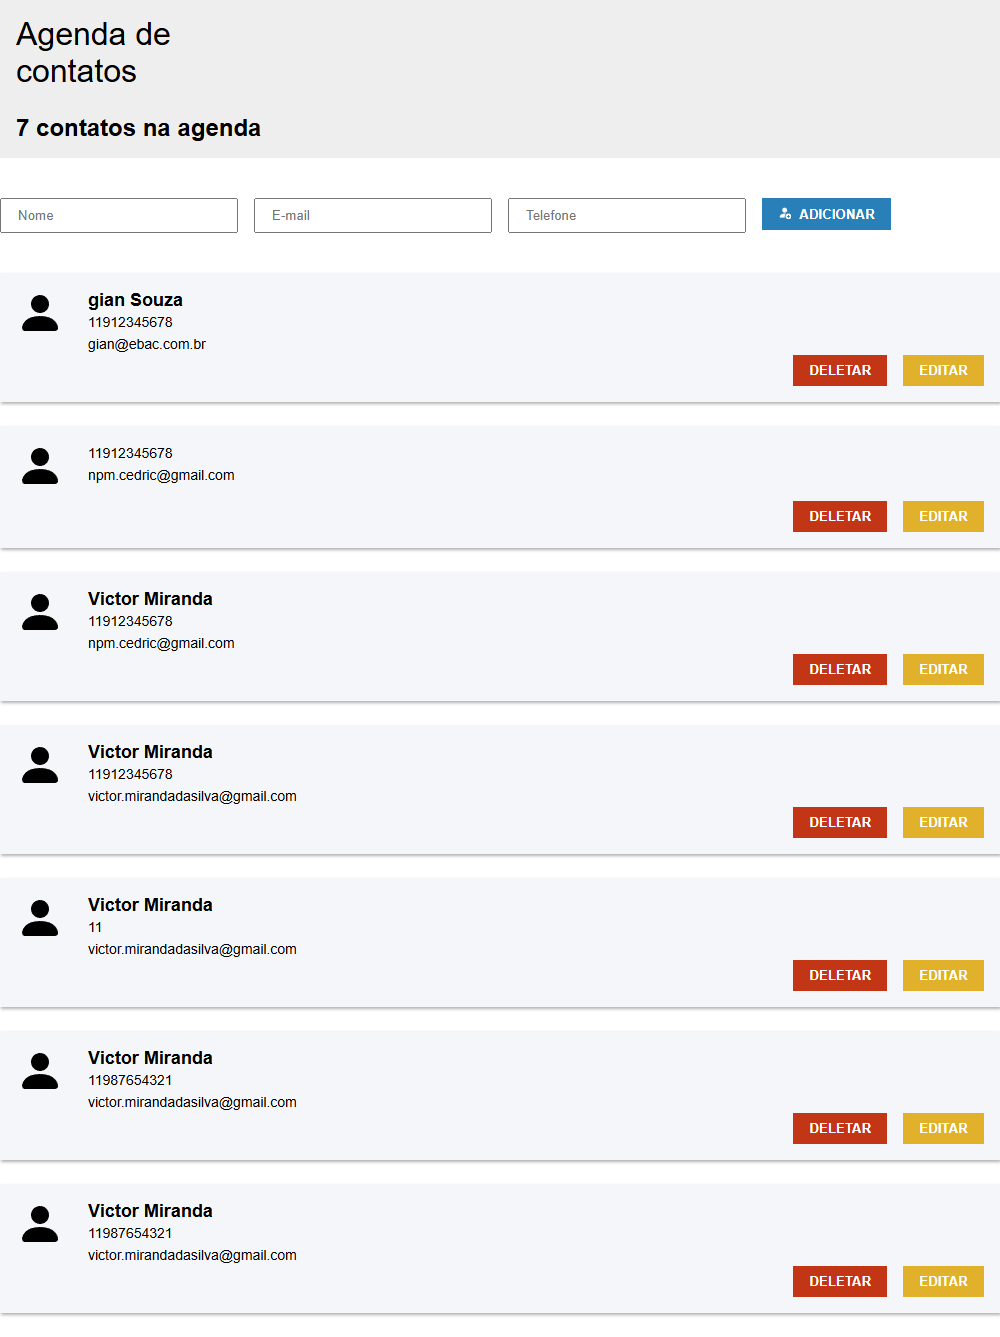 Agenda de
contatos
7 contatos na agenda
Nome E-mail Telefone ADICIONAR
gian Souza
11912345678
gian@ebac.com.br
DELETAR EDITAR
11912345678
npm.cedric@gmail.com
DELETAR EDITAR
Victor Miranda
11912345678
npm.cedric@gmail.com
DELETAR EDITAR
Victor Miranda
11912345678
victor.mirandadasilva@gmail.com
DELETAR EDITAR
Victor Miranda
11
victor.mirandadasilva@gmail.com
DELETAR EDITAR
Victor Miranda
11987654321
victor.mirandadasilva@gmail.com
DELETAR EDITAR
Victor Miranda
11987654321
victor.mirandadasilva@gmail.com
DELETAR EDITAR